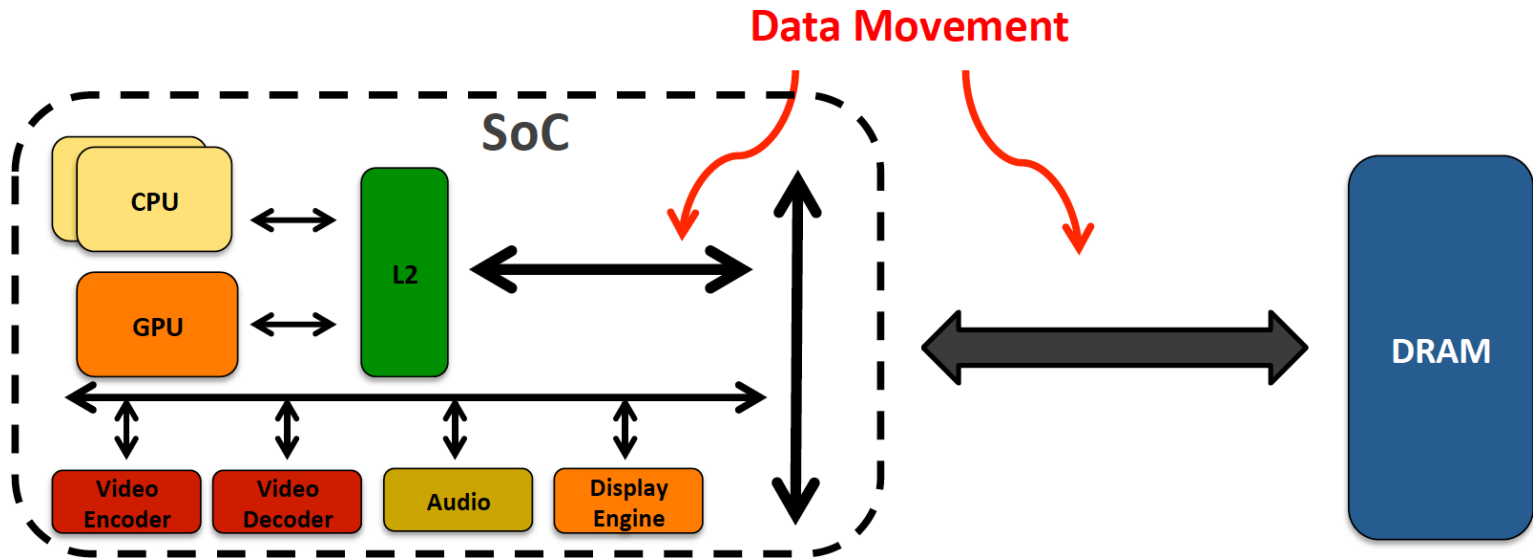 Data Movement
SoC
CPU
L2
GPU
DRAM
Video
Encoder
Video
Decoder
Audio
Display
Engine